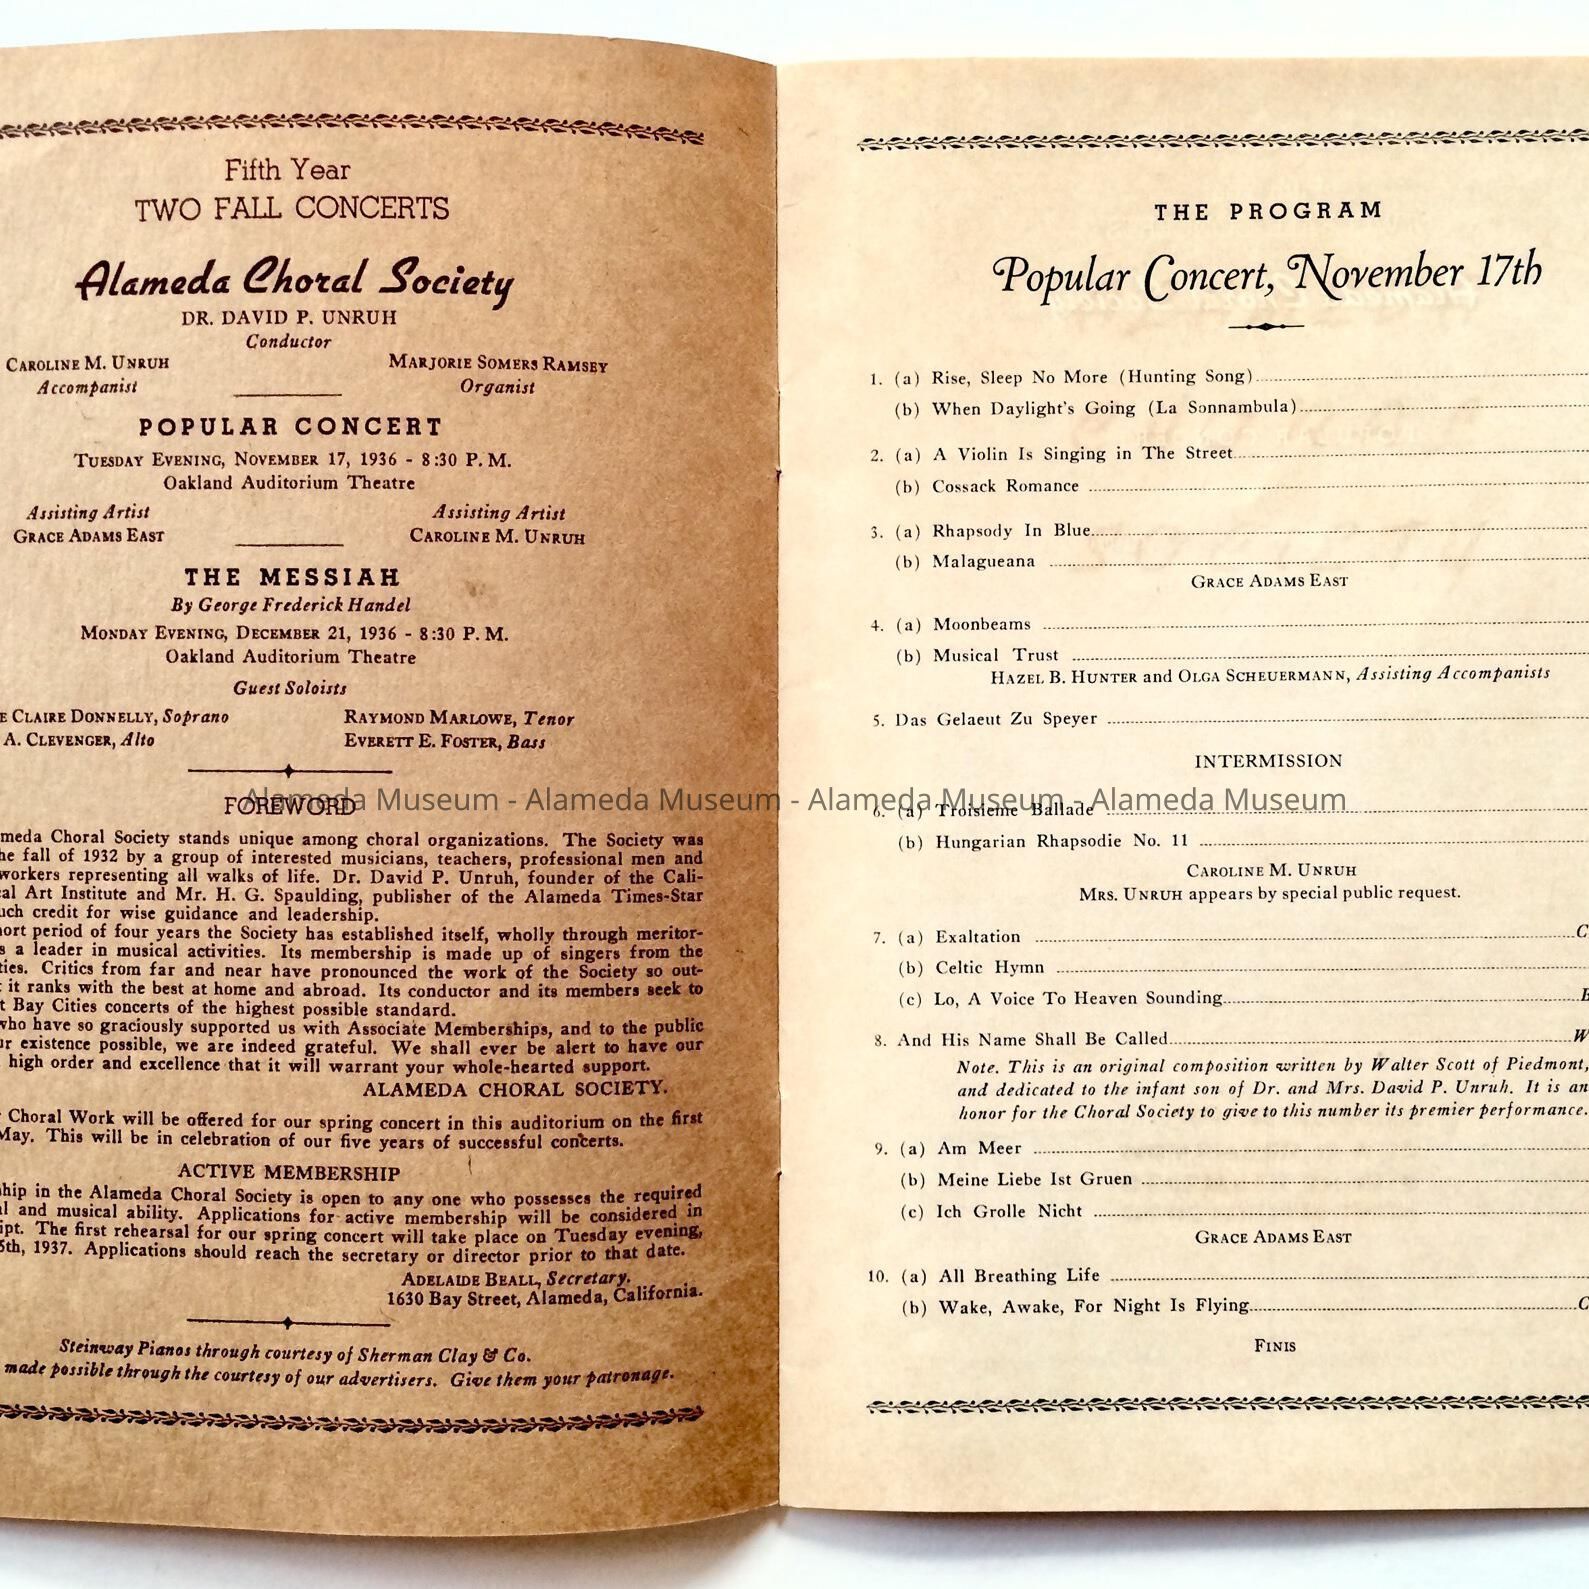 Fifth Year
TWO FALL CONCERTS
Alameda Choral Society
DR. DAVID P. UNRUH
Conductor
CAROLINE M. UNRUH
Accompanist
MARJORIE SOMERS RAMSEY
Organist
POPULAR CONCERT
TUESDAY EVENING, NOVEMBER 17, 1936 - 8:30 P. M.
Oakland Auditorium Theatre
Assisting Artist
GRACE ADAMS EAST
Assisting Artist
CAROLINE M. UNRUH
THE MESSIAH
By George Frederick Handel
MONDAY EVENING, DECEMBER 21, 1936 - 8:30 P. M.
Oakland Auditorium Theatre
Guest Soloists
E CLAIRE DONNELLY, Soprano
A. CLEVENGER, Alto
RAYMOND MARLOWE, Tenor
EVERETT E. FOSTER, Bass
FOREWORD
meda Choral Society stands unique among choral organizations. The Society was
he fall of 1932 by a group of interested musicians, teachers, professional men and
workers representing all walks of life. Dr. David P. Unruh, founder of the Cali-
cal Art Institute and Mr. H. G. Spaulding, publisher of the Alameda Times-Star
uch credit for wise guidance and leadership.
hort period of four years the Society has established itself, wholly through meritor-
s a leader in musical activities. Its membership is made up of singers from the
ties. Critics from far and near have pronounced the work of the Society so out-
t it ranks with the best at home and abroad. Its conductor and its members seek to
t Bay Cities concerts of the highest possible standard.
who have so graciously supported us with Associate Memberships, and to the public
ur existence possible, we are indeed grateful. We shall ever be alert to have our
high order and excellence that it will warrant your whole-hearted support.
ALAMEDA CHORAL SOCIETY.
Choral Work will be offered for our spring concert in this auditorium on the first
May. This will be in celebration of our five years of successful concerts.
ACTIVE MEMBERSHIP
hip in the Alameda Choral Society is open to any one who possesses the required
al and musical ability. Applications for active membership will be considered in
ipt. The first rehearsal for our spring concert will take place on Tuesday evening,
5th, 1937. Applications should reach the secretary or director prior to that date.
ADELAIDE BEALL, Secretary.
1630 Bay Street, Alameda, California.
Steinway Pianos through courtesy of Sherman Clay & Co.
made possible through the courtesy of our advertisers. Give them your patronage.
THE PROGRAM
Popular Concert, November 17th
1. (a) Rise, Sleep No More (Hunting Song)
(b) When Daylight's Going (La Sonnambula)
2. (a) A Violin Is Singing in The Street
(b) Cossack Romance
3. (a) Rhapsody In Blue
(b) Malagueana
GRACE ADAMS EAST
4. (a) Moonbeams
(b) Musical Trust
HAZEL B. HUNTER and OLGA SCHEUERMANN, Assisting Accompanists
5. Das Gelaeut Zu Speyer
INTERMISSION
Alameda Museum - Alameda Museum - Alameda Museum - Alameda Museum
6. (a) Troisieme Ballade
(b) Hungarian Rhapsodie No. 11
CAROLINE M. UNRUH
MRS. UNRUH appears by special public request.
7. (a) Exaltation C
(b) Celtic Hymn
(c) Lo, A Voice To Heaven Sounding
8. And His Name Shall Be Called W
Note. This is an original composition written by Walter Scott of Piedmont,
and dedicated to the infant son of Dr. and Mrs. David P. Unruh. It is an
honor for the Choral Society to give to this number its premier performance.
9. (a) Am Meer
(b) Meine Liebe Ist Gruen
(c) Ich Grolle Nicht
GRACE ADAMS EAST
10. (a) All Breathing Life
(b) Wake, Awake, For Night Is Flying C
FINIS